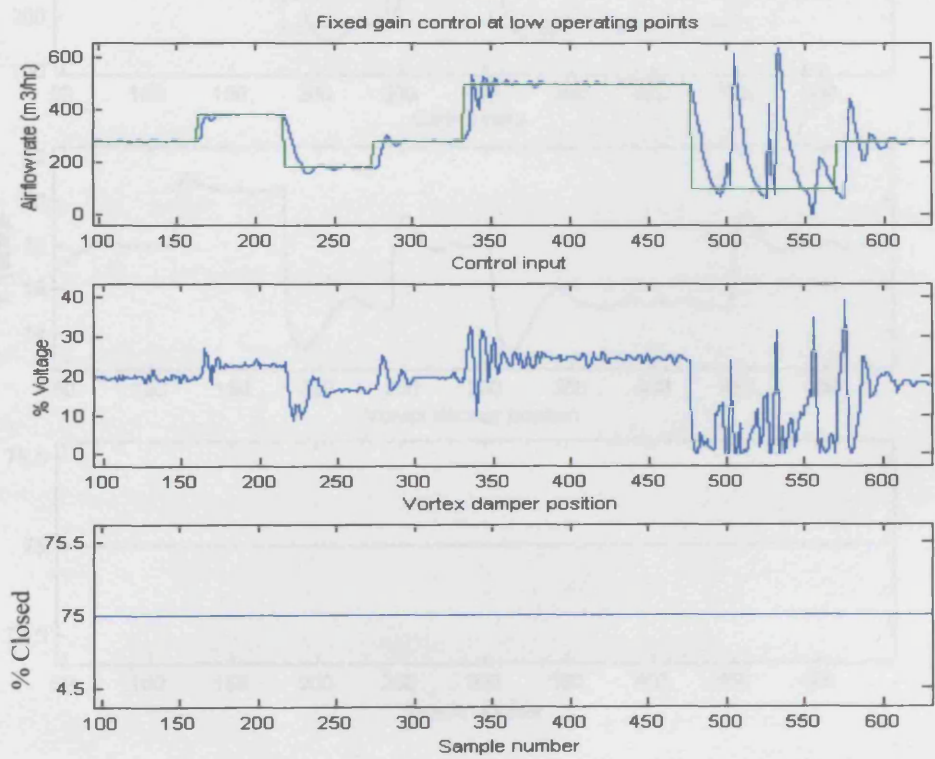 Fixed gain control at low operating points
Airflow rate (m3/hr)
600
400
200
0
100 150 200 250 300 350 400 450 500 550 600
Control input
% Voltage
40
30
20
10
0
100 150 200 250 300 350 400 450 500 550 600
Vortex damper position
% Closed
75.5
75
4.5
100 150 200 250 300 350 400 450 500 550 600
Sample number